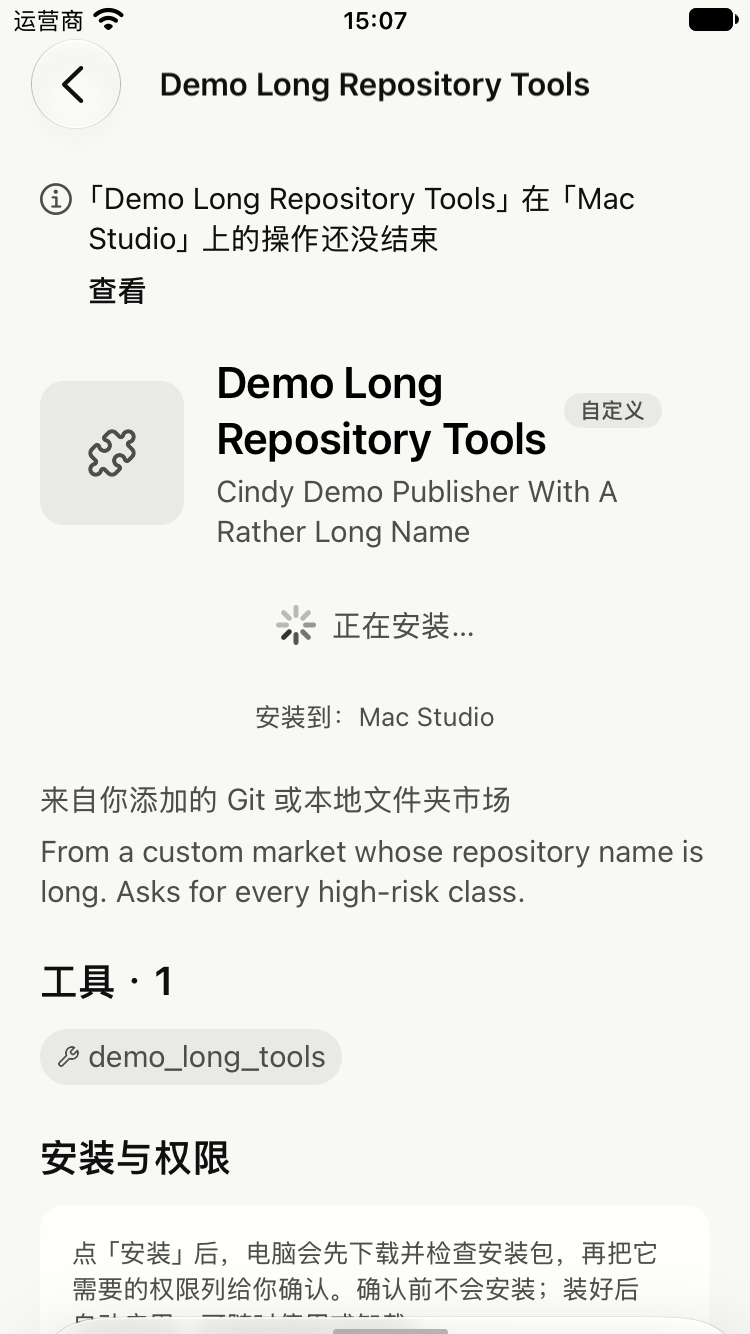 运营商
15:07
Demo Long Repository Tools
「Demo Long Repository Tools」在「Mac
Studio」上的操作还没结束
查看
Demo Long
Repository Tools
自定义
Cindy Demo Publisher With A
Rather Long Name
正在安装...
安装到：Mac Studio
来自你添加的 Git 或本地文件夹市场
From a custom market whose repository name is
long. Asks for every high-risk class.
工具 · 1
demo_long_tools
安装与权限
点「安装」后，电脑会先下载并检查安装包，再把它
需要的权限列给你确认。确认前不会安装；装好后